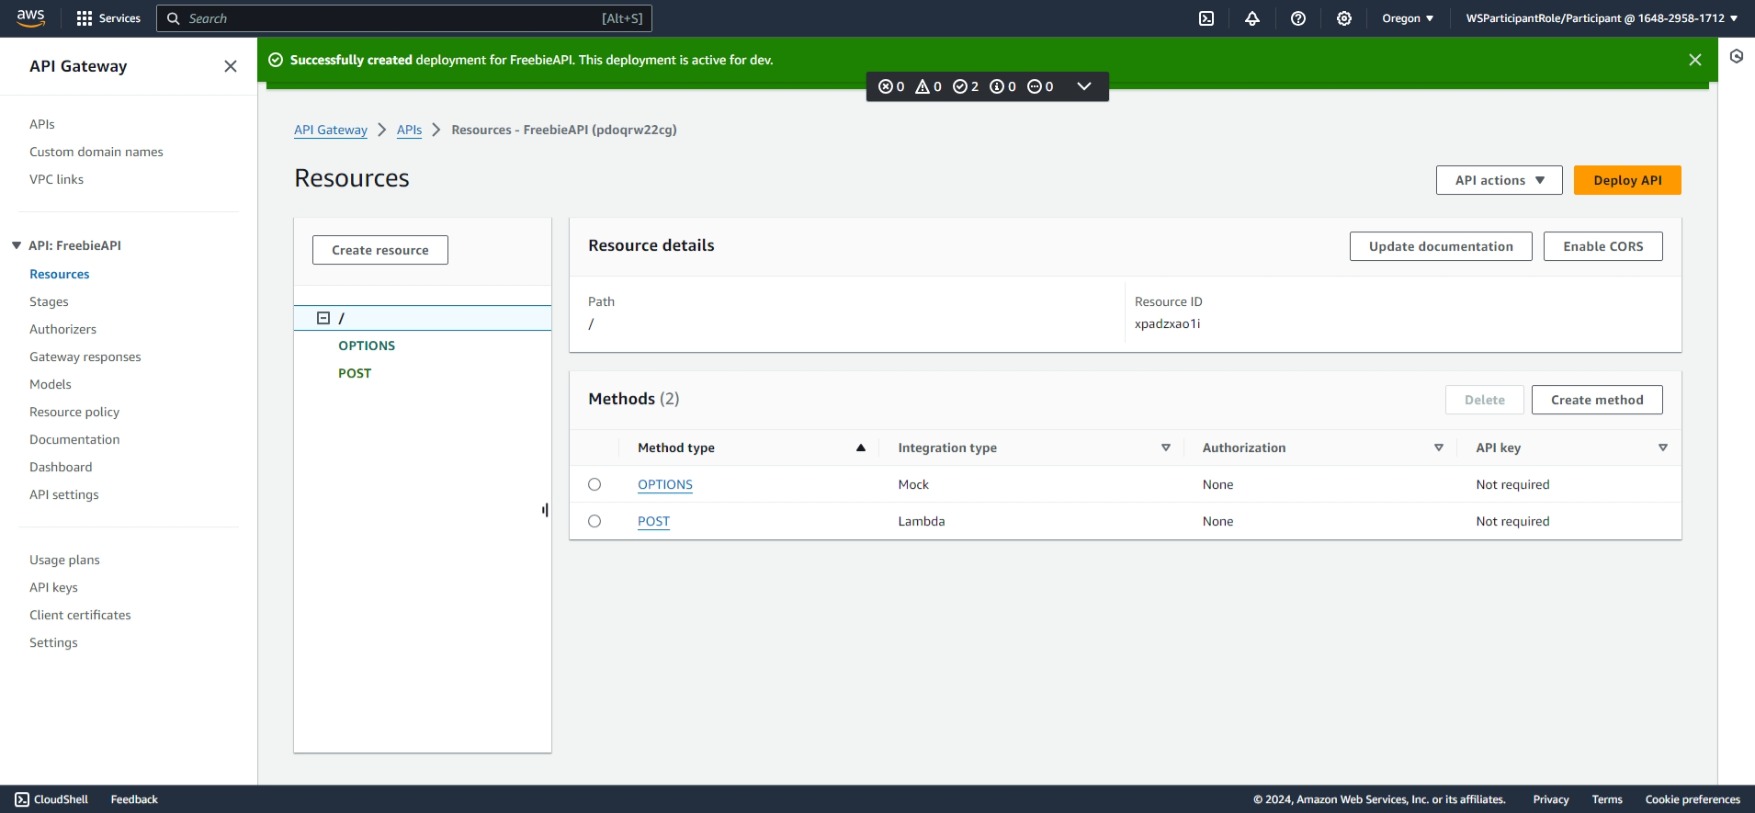 aws Services Search [Alt+S] Oregon ▼ WSParticipantRole/Participant @ 1648-2958-1712 ▼
API Gateway
Successfully created deployment for FreebieAPI. This deployment is active for dev.
0 0 2 0 0
APIs
Custom domain names
VPC links
API: FreebieAPI
Resources
Stages
Authorizers
Gateway responses
Models
Resource policy
Documentation
Dashboard
API settings
Usage plans
API keys
Client certificates
Settings
API Gateway > APIs > Resources - FreebieAPI (pdoqrw22cg)
Resources
API actions ▼ Deploy API
Create resource
/
OPTIONS
POST
Resource details
Update documentation Enable CORS
Path Resource ID
/ xpadzxao1i
Methods (2) Delete Create method
Method type Integration type Authorization API key
OPTIONS Mock None Not required
POST Lambda None Not required
CloudShell Feedback © 2024, Amazon Web Services, Inc. or its affiliates. Privacy Terms Cookie preferences